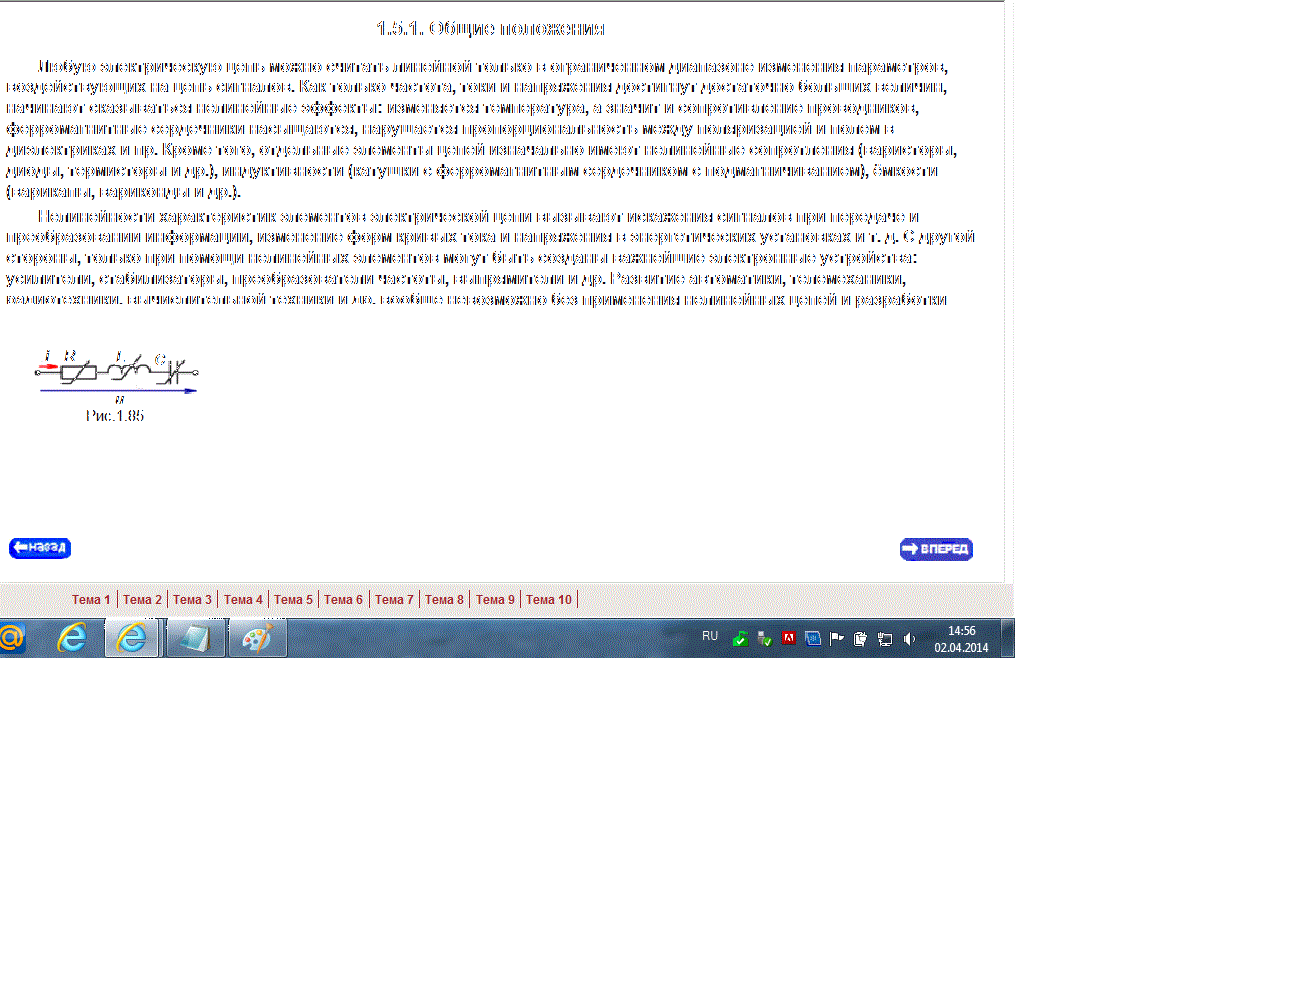 1.5.1. Общие положения
Любую электрическую цепь можно считать линейной только в ограниченном диапазоне изменения параметров,
воздействующих на цепь сигналов. Как только частота, токи и напряжения достигнут достаточно больших величин,
начинают сказываться нелинейные эффекты: изменяется температура, а значит и сопротивление проводников,
ферромагнитные сердечники насыщаются, нарушается пропорциональность между поляризацией и полем в
диэлектриках и пр. Кроме того, отдельные элементы цепей изначально имеют нелинейные сопротления (варисторы,
диоды, термисторы и др.), индуктивности (катушки с ферромагнитным сердечником с подмагничиванием), ёмкости
(варикапы, вариконды и др.).
Нелинейности характеристик элементов электрической цепи вызывают искажения сигналов при передаче и
преобразовании информации, изменение форм кривых тока и напряжения в энергетических установках и т. д. С другой
стороны, только при помощи нелинейных элементов могут быть созданы важнейшие электронные устройства:
усилители, стабилизаторы, преобразователи частоты, выпрямители и др. Развитие автоматики, телемеханики,
радиотехники, вычислительной техники и др. вообще невозможно без применения нелинейных цепей и разработки
i R L C
u
Рис.1.85
назад
вперед
Тема 1 Тема 2 Тема 3 Тема 4 Тема 5 Тема 6 Тема 7 Тема 8 Тема 9 Тема 10
RU
14:56
02.04.2014